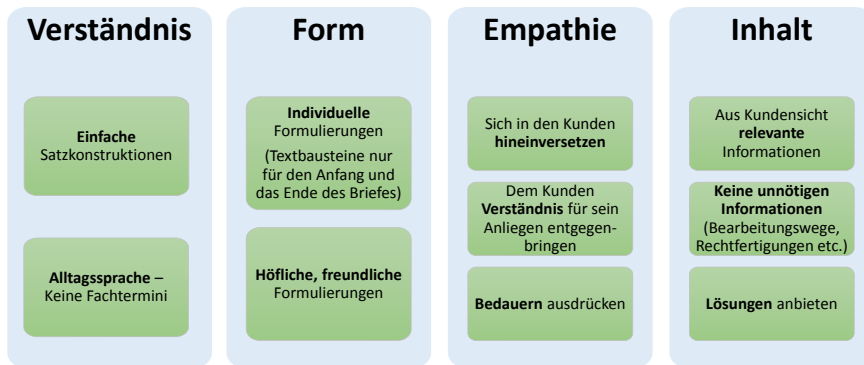 Verständnis
Einfache
Satzkonstruktionen
Alltagssprache –
Keine Fachtermini
Form
Individuelle
Formulierungen
(Textbausteine nur
für den Anfang und
das Ende des Briefes)
Höfliche, freundliche
Formulierungen
Empathie
Sich in den Kunden
hineinversetzen
Dem Kunden
Verständnis für sein
Anliegen entgegen-
bringen
Bedauern ausdrücken
Inhalt
Aus Kundensicht
relevante
Informationen
Keine unnötigen
Informationen
(Bearbeitungswege,
Rechtfertigungen etc.)
Lösungen anbieten